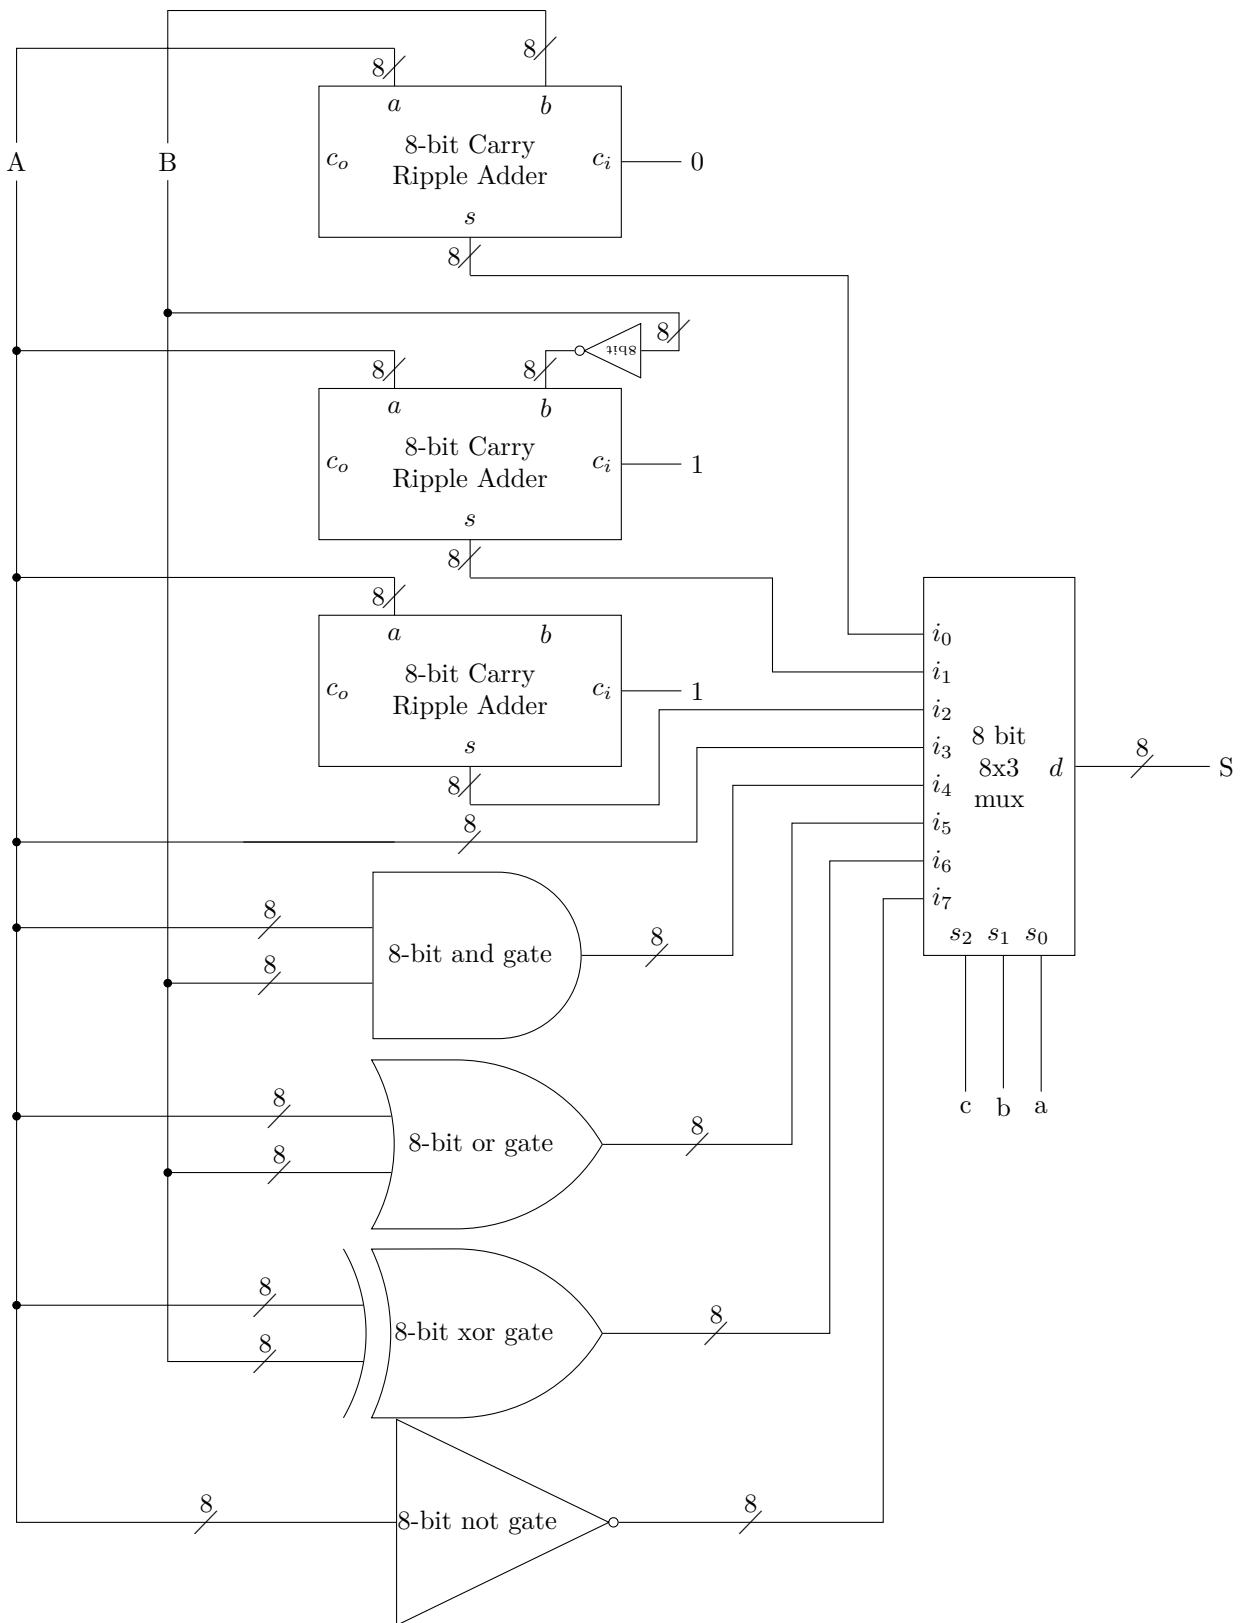 8
8
a
b
8-bit Carry
Ripple Adder
c_o
c_i
0
A
B
s
8
8
8bit
8
8
a
b
8-bit Carry
Ripple Adder
c_o
c_i
1
s
8
8
a
b
8-bit Carry
Ripple Adder
c_o
c_i
1
s
8
8
i_0
i_1
i_2
i_3
i_4
i_5
i_6
i_7
8 bit
8x3
mux
d
8
S
s_2 s_1 s_0
c b a
8
8
8-bit and gate
8
8
8
8-bit or gate
8
8
8
8-bit xor gate
8
8
8-bit not gate
8